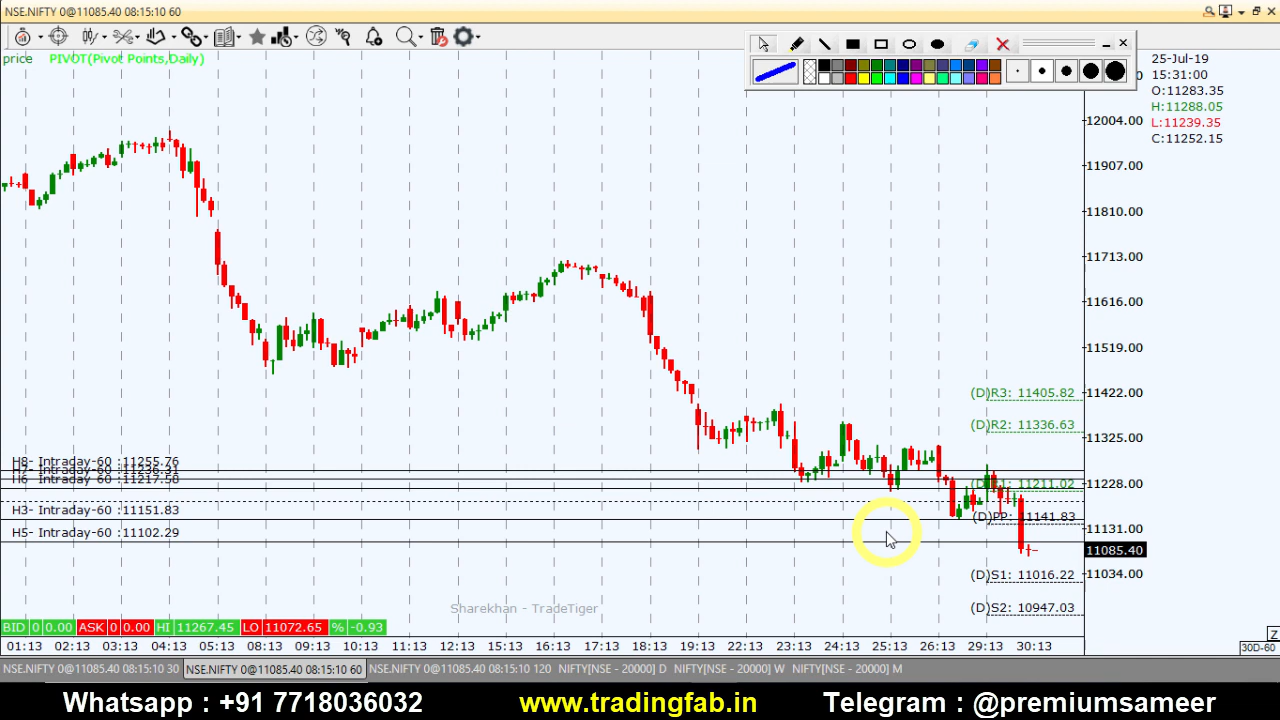 NSE.NIFTY 0@11085.40 08:15:10 60
price PIVOT(Pivot Points,Daily)
25-Jul-19
15:31:00
O:11283.35
H:11288.05
L:11239.35
C:11252.15
12004.00
11907.00
11810.00
11713.00
11616.00
11519.00
11422.00
11325.00
11228.00
11131.00
11085.40
11034.00
(D)R3: 11405.82
(D)R2: 11336.63
11211.02
(D)PP: 11141.83
(D)S1: 11016.22
(D)S2: 10947.03
H8- Intraday-60 :11255.76
H7- Intraday-60 :11236.31
H6- Intraday-60 :11217.58
H3- Intraday-60 :11151.83
H5- Intraday-60 :11102.29
Sharekhan - TradeTiger
BID 0 0.00 ASK 0 0.00 HI 11267.45 LO 11072.65 % -0.93
01:13 02:13 03:13 04:13 05:13 08:13 09:13 10:13 11:13 12:13 15:13 16:13 17:13 18:13 19:13 22:13 23:13 24:13 25:13 26:13 29:13 30:13
Z
30D-60
NSE.NIFTY 0@11085.40 08:15:10 30 NSE.NIFTY 0@11085.40 08:15:10 60 NSE.NIFTY 0@11085.40 08:15:10 120 NIFTY[NSE - 20000] D NIFTY[NSE - 20000] W NIFTY[NSE - 20000] M
Whatsapp : +91 7718036032 www.tradingfab.in Telegram : @premiumsameer